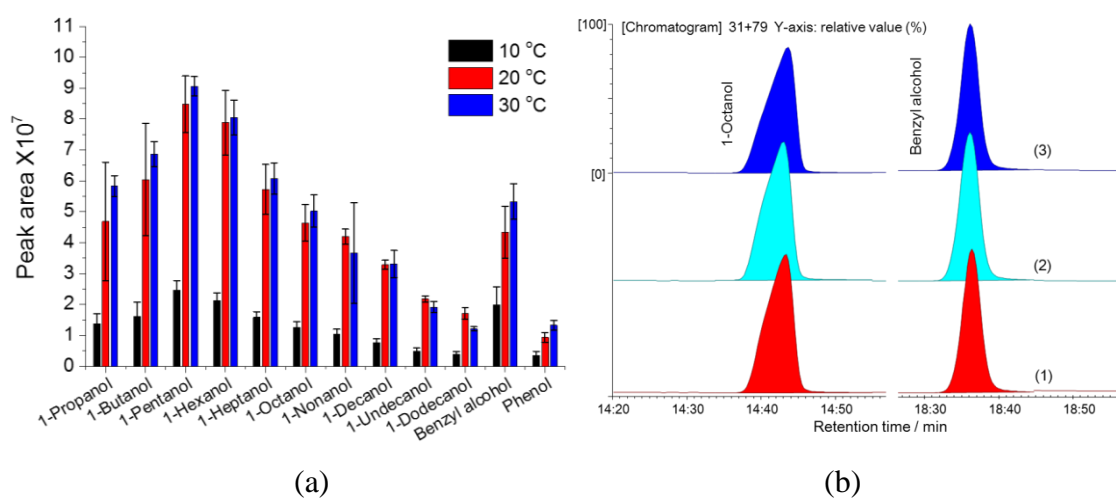 11
10
9
8
7
6
5
4
3
2
1
0
Peak area X10⁷
10 °C
20 °C
30 °C
1-Propanol
1-Butanol
1-Pentanol
1-Hexanol
1-Heptanol
1-Octanol
1-Nonanol
1-Decanol
1-Undecanol
1-Dodecanol
Benzyl alcohol
Phenol
(a)
[100]
[Chromatogram] 31+79 Y-axis: relative value (%)
1-Octanol
Benzyl alcohol
[0]
(3)
(2)
(1)
14:20 14:30 14:40 14:50 18:30 18:40 18:50
Retention time / min
(b)